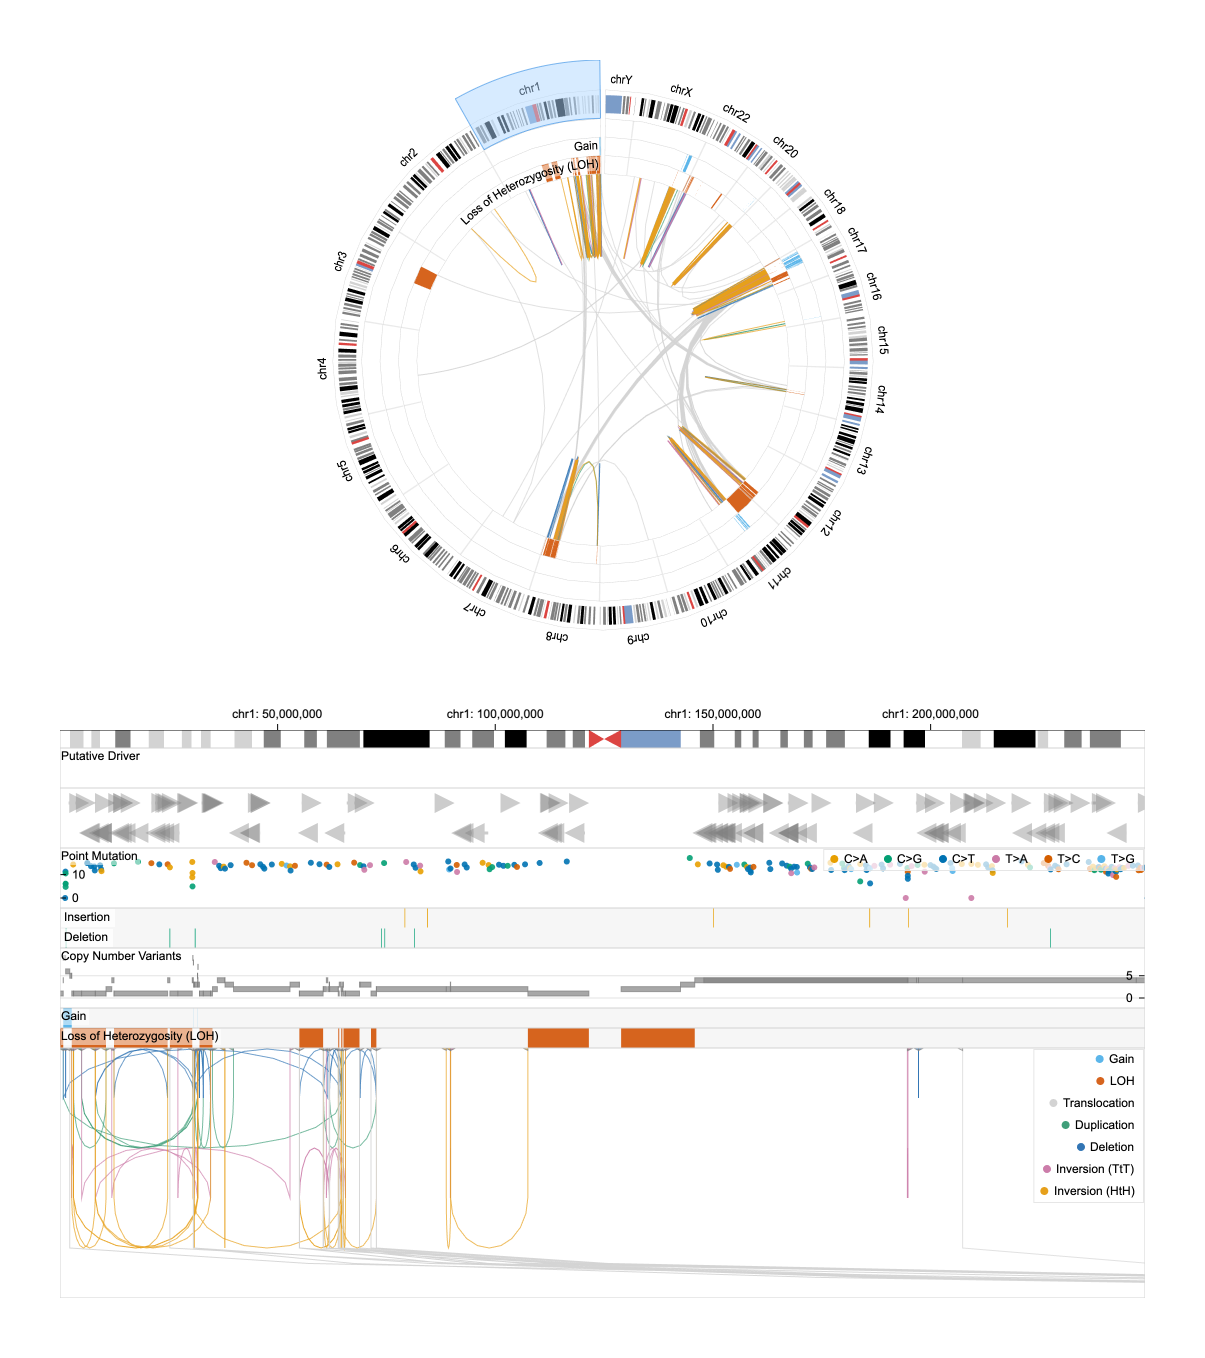 chr1
chrY
chrX
chr22
chr20
chr18
chr17
chr16
chr15
chr14
chr13
chr12
chr11
chr10
chr9
chr8
chr7
chr6
chr5
chr4
chr3
chr2
Gain
Loss of Heterozygosity (LOH)
chr1: 50,000,000 chr1: 100,000,000 chr1: 150,000,000 chr1: 200,000,000
Putative Driver
Point Mutation
C>A C>G C>T T>A T>C T>G
10
0
Insertion
Deletion
Copy Number Variants
5
0
Gain
Loss of Heterozygosity (LOH)
Gain
LOH
Translocation
Duplication
Deletion
Inversion (TtT)
Inversion (HtH)